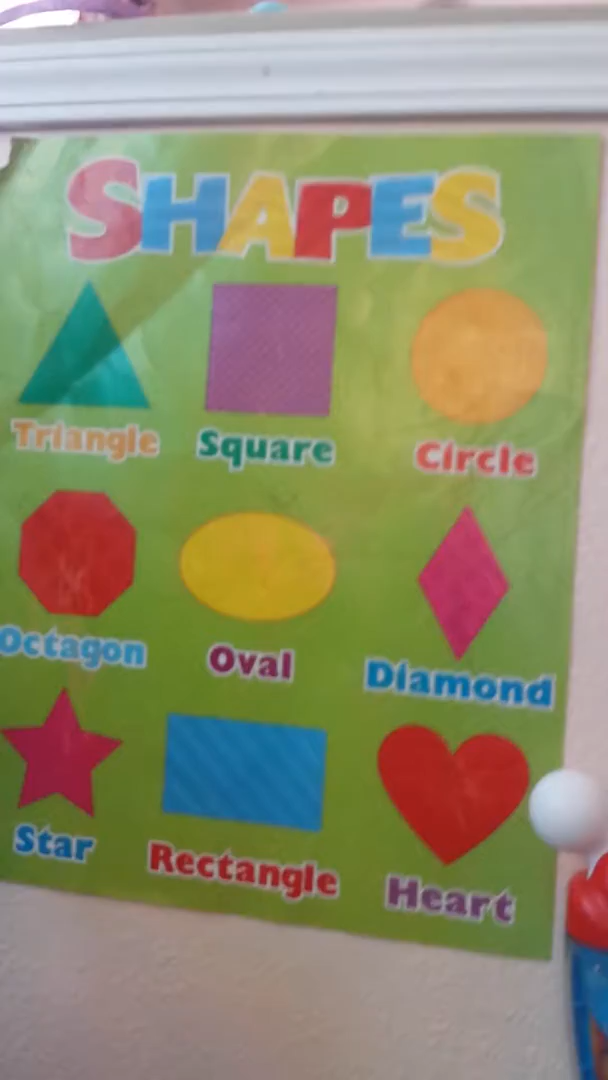 SHAPES
Triangle Square Circle
Octagon Oval Diamond
Star Rectangle Heart